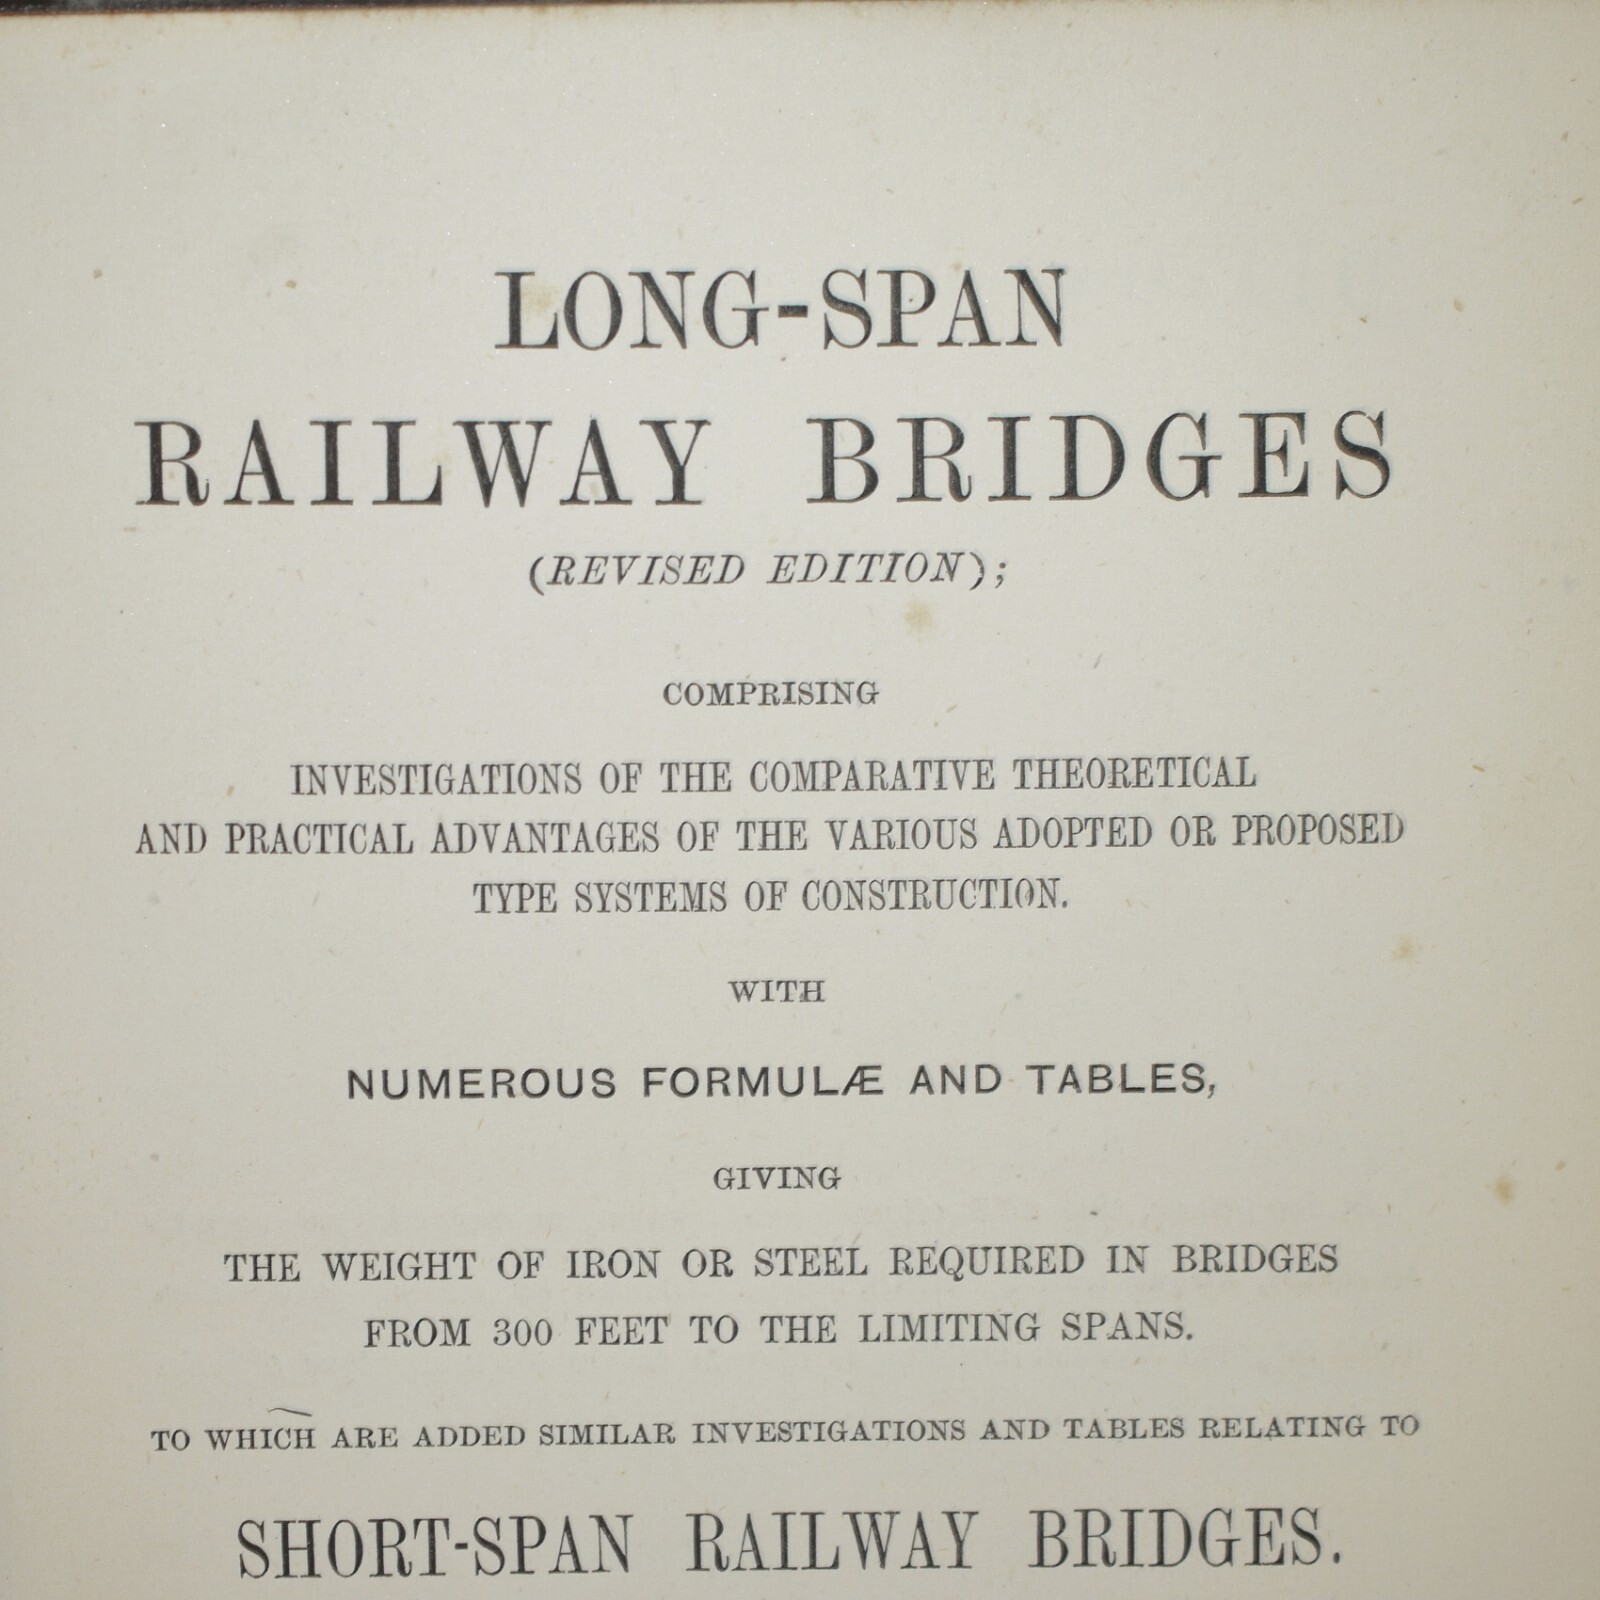 LONG-SPAN
RAILWAY BRIDGES
(REVISED EDITION);
COMPRISING
INVESTIGATIONS OF THE COMPARATIVE THEORETICAL
AND PRACTICAL ADVANTAGES OF THE VARIOUS ADOPTED OR PROPOSED
TYPE SYSTEMS OF CONSTRUCTION.
WITH
NUMEROUS FORMULÆ AND TABLES,
GIVING
THE WEIGHT OF IRON OR STEEL REQUIRED IN BRIDGES
FROM 300 FEET TO THE LIMITING SPANS.
TO WHICH ARE ADDED SIMILAR INVESTIGATIONS AND TABLES RELATING TO
SHORT-SPAN RAILWAY BRIDGES.